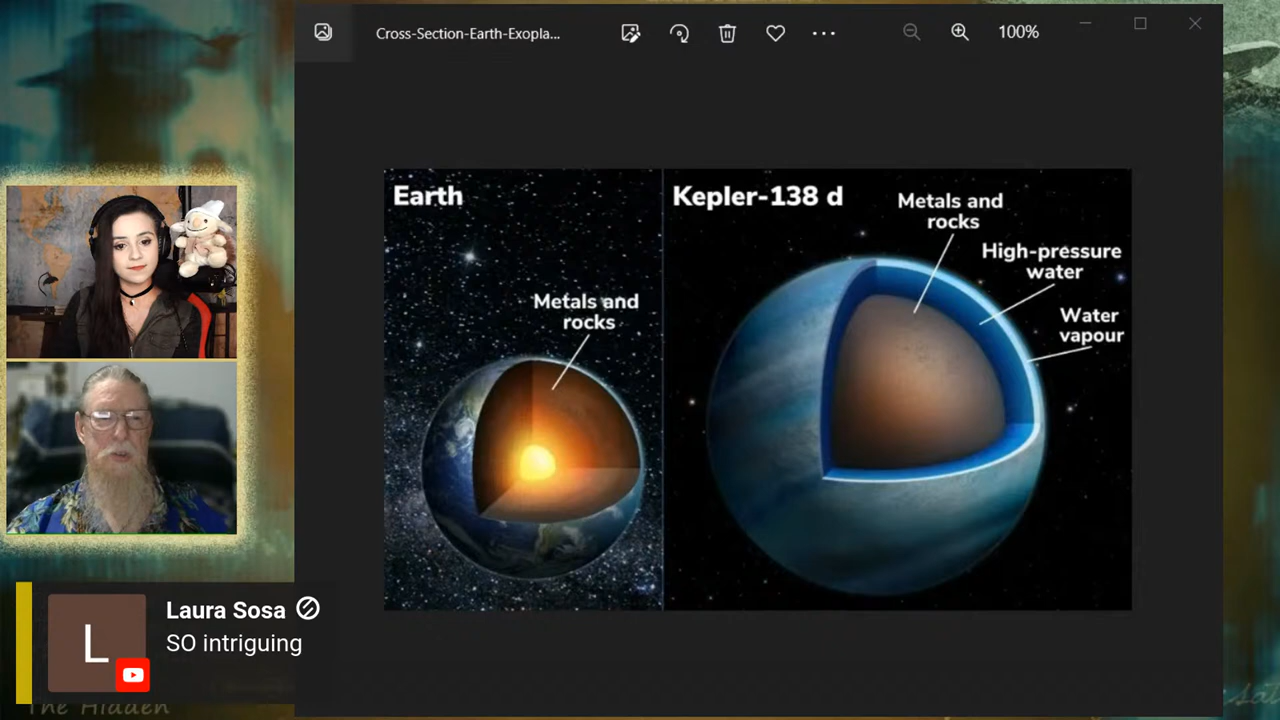 Cross-Section-Earth-Exopla...
100%
Earth
Metals and
rocks
Kepler-138 d
Metals and
rocks
High-pressure
water
Water
vapour
L
Laura Sosa
SO intriguing
The Hidden